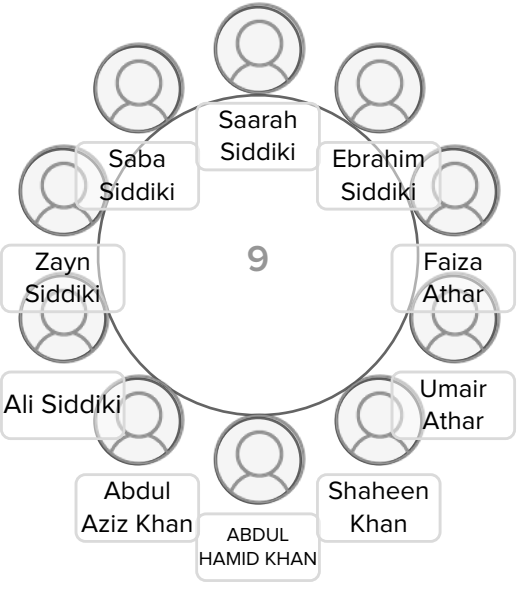 Saarah
Siddiki
Saba
Siddiki
Ebrahim
Siddiki
9
Zayn
Siddiki
Faiza
Athar
Ali Siddiki
Umair
Athar
Abdul
Aziz Khan
Shaheen
Khan
ABDUL
HAMID KHAN